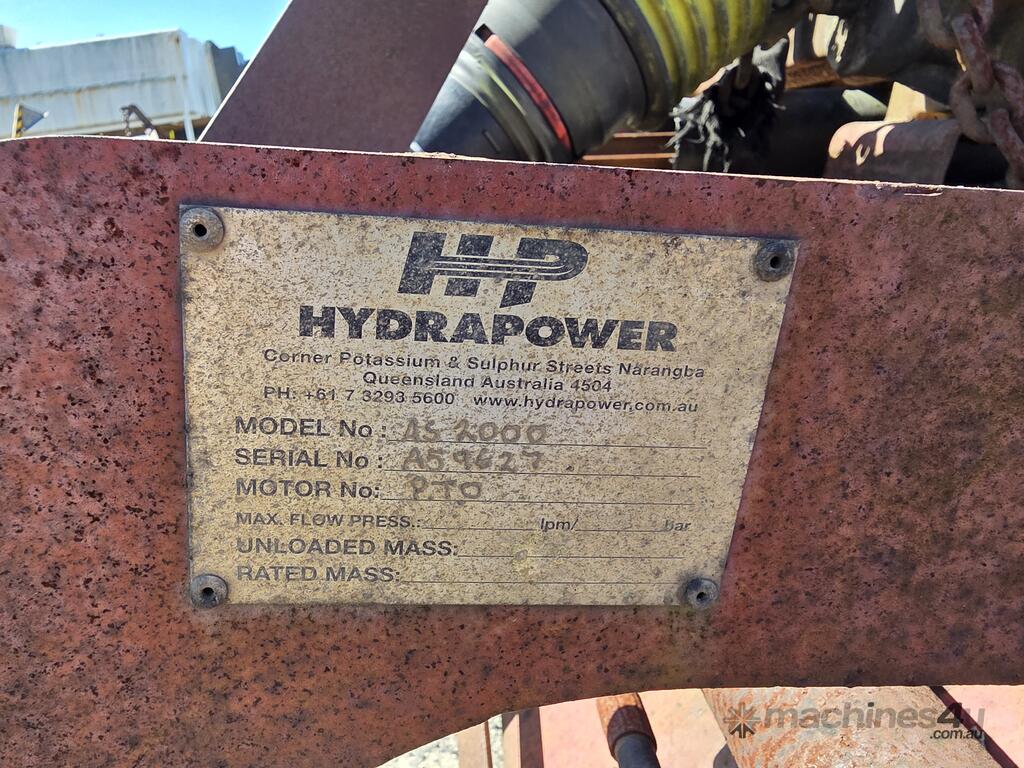 HP
HYDRAPOWER
Corner Potassium & Sulphur Streets Narangba
Queensland Australia 4504
PH: +61 7 3293 5600 www.hydrapower.com.au
MODEL No : AS 2000
SERIAL No : AS9627
MOTOR No: PTO
MAX. FLOW PRESS.: lpm/ bar
UNLOADED MASS:
RATED MASS:
machines4u
.com.au